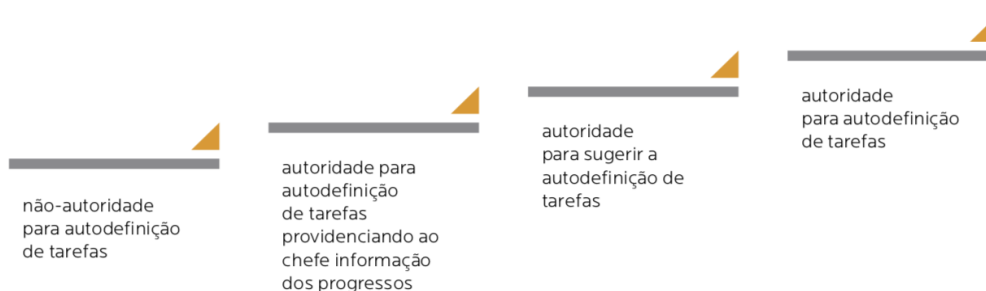 não-autoridade
para autodefinição
de tarefas
autoridade para
autodefinição
de tarefas
providenciando ao
chefe informação
dos progressos
autoridade
para sugerir a
autodefinição de
tarefas
autoridade
para autodefinição
de tarefas